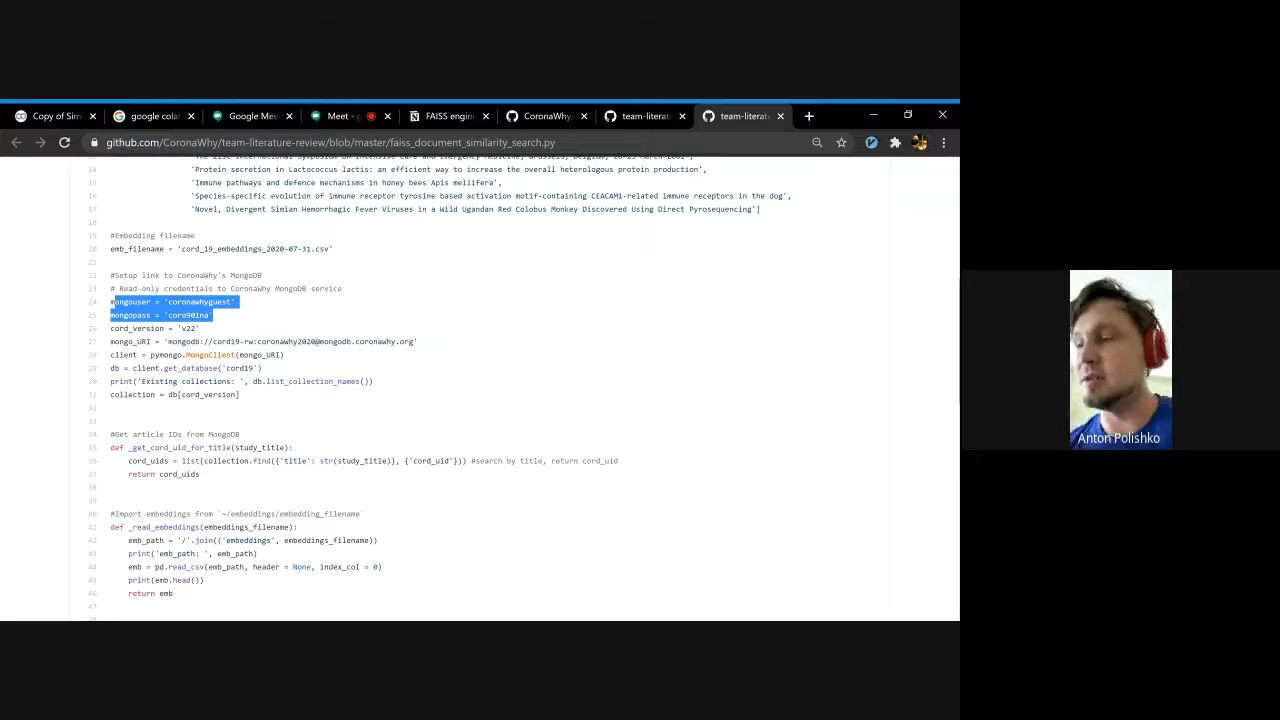 Copy of Sim
google colab
Google Mee
Meet -
FAISS engin
CoronaWhy/
team-literatu
team-literatu
github.com/CoronaWhy/team-literature-review/blob/master/faiss_document_similarity_search.py
14 'Protein secretion in Lactococcus lactis: an efficient way to increase the overall heterologous protein production',
15 'Immune pathways and defence mechanisms in honey bees Apis mellifera',
16 'Species-specific evolution of immune receptor tyrosine based activation motif-containing CEACAM1-related immune receptors in the dog',
17 'Novel, Divergent Simian Hemorrhagic Fever Viruses in a Wild Ugandan Red Colobus Monkey Discovered Using Direct Pyrosequencing']
18
19 #Embedding filename
20 emb_filename = 'cord_19_embeddings_2020-07-31.csv'
21
22 #Setup link to CoronaWhy's MongoDB
23 # Read-only credentials to CoronaWhy MongoDB service
24 mongouser = 'coronawhyguest'
25 mongopass = 'coro901na'
26 cord_version = 'v22'
27 mongo_URI = 'mongodb://cord19-rw:coronaWhy2020@mongodb.coronawhy.org'
28 client = pymongo.MongoClient(mongo_URI)
29 db = client.get_database('cord19')
30 print('Existing collections: ', db.list_collection_names())
31 collection = db[cord_version]
32
33
34 #Get article IDs from MongoDB
35 def _get_cord_uid_for_title(study_title):
36 cord_uids = list(collection.find({'title': str(study_title)}, {'cord_uid'})) #search by title, return cord_uid
37 return cord_uids
38
39
40 #Import embeddings from `~/embeddings/embedding_filename`
41 def _read_embeddings(embeddings_filename):
42 emb_path = '/'.join(('embeddings', embeddings_filename))
43 print('emb_path: ', emb_path)
44 emb = pd.read_csv(emb_path, header = None, index_col = 0)
45 print(emb.head())
46 return emb
47
Anton Polishko